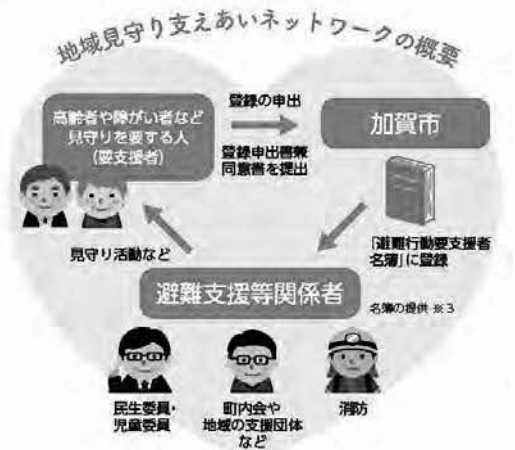 地域見守り支えあいネットワークの概要
高齢者や障がい者など
見守りを要する人
(要支援者)
登録の申出
登録申出書兼
同意書を提出
加賀市
「避難行動要支援者
名簿」に登録
見守り活動など
避難支援等関係者
名簿の提供 ※3
民生委員・
児童委員
町内会や
地域の支援団体
など
消防